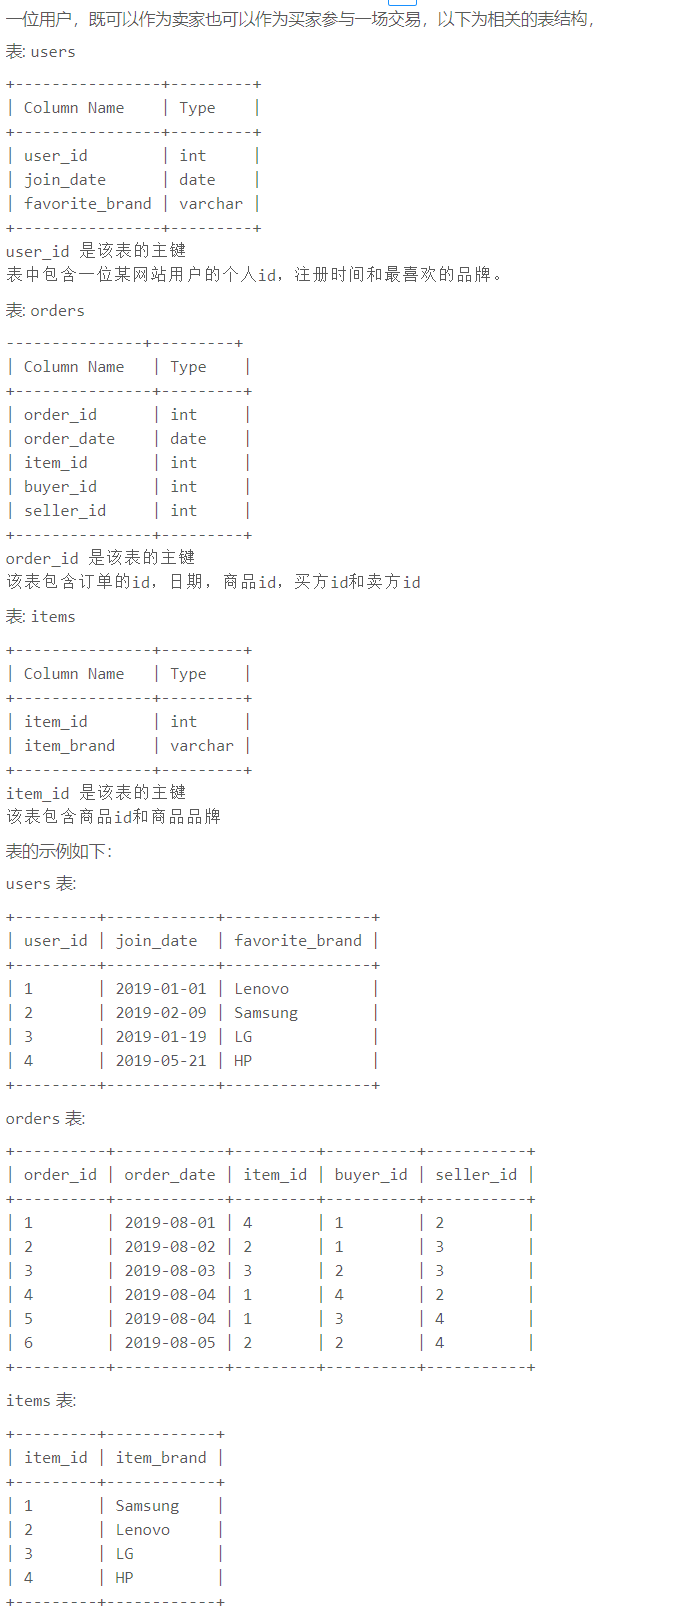 一位用户，既可以作为卖家也可以作为买家参与一场交易，以下为相关的表结构，
表: users
+----------------+---------+
| Column Name    | Type    |
+----------------+---------+
| user_id        | int     |
| join_date      | date    |
| favorite_brand | varchar |
+----------------+---------+
user_id 是该表的主键
表中包含一位某网站用户的个人id，注册时间和最喜欢的品牌。
表: orders
---------------+---------+
| Column Name   | Type    |
+---------------+---------+
| order_id      | int     |
| order_date    | date    |
| item_id       | int     |
| buyer_id      | int     |
| seller_id     | int     |
+---------------+---------+
order_id 是该表的主键
该表包含订单的id，日期，商品id，买方id和卖方id
表: items
+---------------+---------+
| Column Name   | Type    |
+---------------+---------+
| item_id       | int     |
| item_brand    | varchar |
+---------------+---------+
item_id 是该表的主键
该表包含商品id和商品品牌
表的示例如下：
users 表:
+---------+------------+----------------+
| user_id | join_date  | favorite_brand |
+---------+------------+----------------+
| 1       | 2019-01-01 | Lenovo         |
| 2       | 2019-02-09 | Samsung        |
| 3       | 2019-01-19 | LG             |
| 4       | 2019-05-21 | HP             |
+---------+------------+----------------+
orders 表:
+----------+------------+---------+----------+-----------+
| order_id | order_date | item_id | buyer_id | seller_id |
+----------+------------+---------+----------+-----------+
| 1        | 2019-08-01 | 4       | 1        | 2         |
| 2        | 2019-08-02 | 2       | 1        | 3         |
| 3        | 2019-08-03 | 3       | 2        | 3         |
| 4        | 2019-08-04 | 1       | 4        | 2         |
| 5        | 2019-08-04 | 1       | 3        | 4         |
| 6        | 2019-08-05 | 2       | 2        | 4         |
+----------+------------+---------+----------+-----------+
items 表:
+---------+------------+
| item_id | item_brand |
+---------+------------+
| 1       | Samsung    |
| 2       | Lenovo     |
| 3       | LG         |
| 4       | HP         |
+---------+------------+